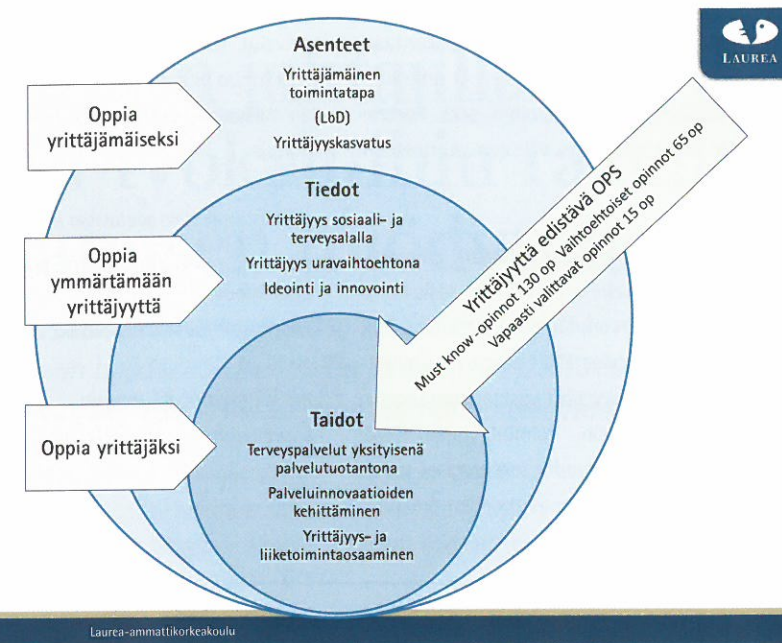 LAUREA
Asenteet
Yrittäjämäinen
toimintatapa
(LbD)
Yrittäjyyskasvatus
Oppia
yrittäjämäiseksi
Tiedot
Yrittäjyys sosiaali- ja
terveysalalla
Yrittäjyys uravaihtoehtona
Ideointi ja innovointi
Oppia
ymmärtämään
yrittäjyyttä
Yrittäjyyttä edistävä OPS
Must know -opinnot 130 op Vaihtoehtoiset opinnot 65 op
Vapaasti valittavat opinnot 15 op
Taidot
Terveyspalvelut yksityisenä
palvelutuotantona
Palveluinnovaatioiden
kehittäminen
Yrittäjyys- ja
liiketoimintaosaaminen
Oppia yrittäjäksi
Laurea-ammattikorkeakoulu